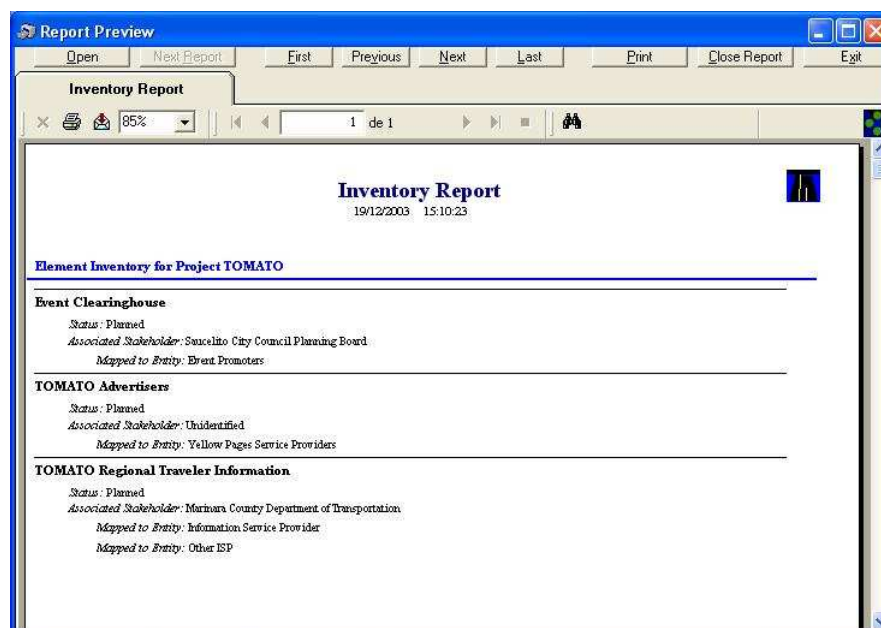 Report Preview
Open Next Report First Previous Next Last Print Close Report Exit
Inventory Report
85% 1 de 1
Inventory Report
19/12/2003 15:10:23
Element Inventory for Project TOMATO
Event Clearinghouse
Status: Planned
Associated Stakeholder: Saucelito City Council Planning Board
Mapped to Entity: Event Promoters
TOMATO Advertisers
Status: Planned
Associated Stakeholder: Unidentified
Mapped to Entity: Yellow Pages Service Providers
TOMATO Regional Traveler Information
Status: Planned
Associated Stakeholder: Marinara County Department of Transportation
Mapped to Entity: Information Service Provider
Mapped to Entity: Other ISP